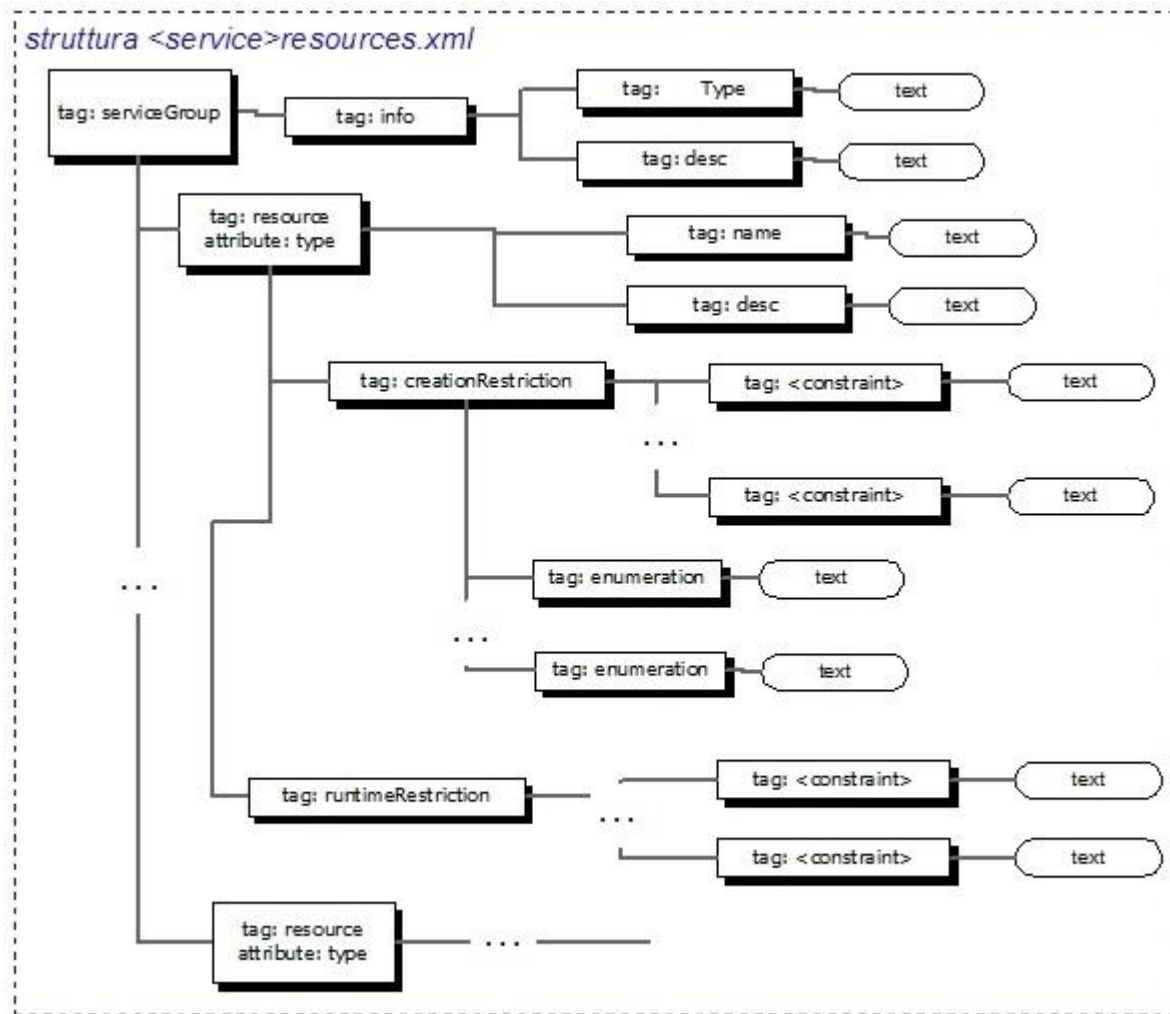 struttura <service>resources.xml
tag: serviceGroup
tag: info
tag: Type
text
tag: desc
text
tag: resource
attribute: type
tag: name
text
tag: desc
text
tag: creationRestriction
tag: <constraint>
text
...
tag: <constraint>
text
...
tag: enumeration
text
...
tag: enumeration
text
tag: runtimeRestriction
tag: <constraint>
text
...
tag: <constraint>
text
tag: resource
attribute: type
...